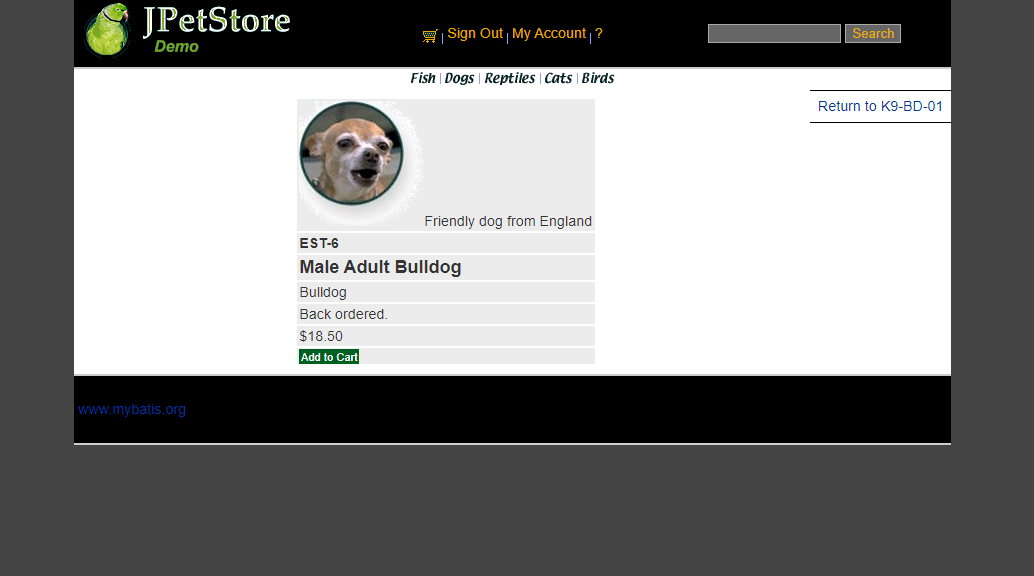 JPetStore
Demo
Sign Out | My Account | ?
Search
Fish | Dogs | Reptiles | Cats | Birds
Return to K9-BD-01
Friendly dog from England
EST-6
Male Adult Bulldog
Bulldog
Back ordered.
$18.50
Add to Cart
www.mybatis.org